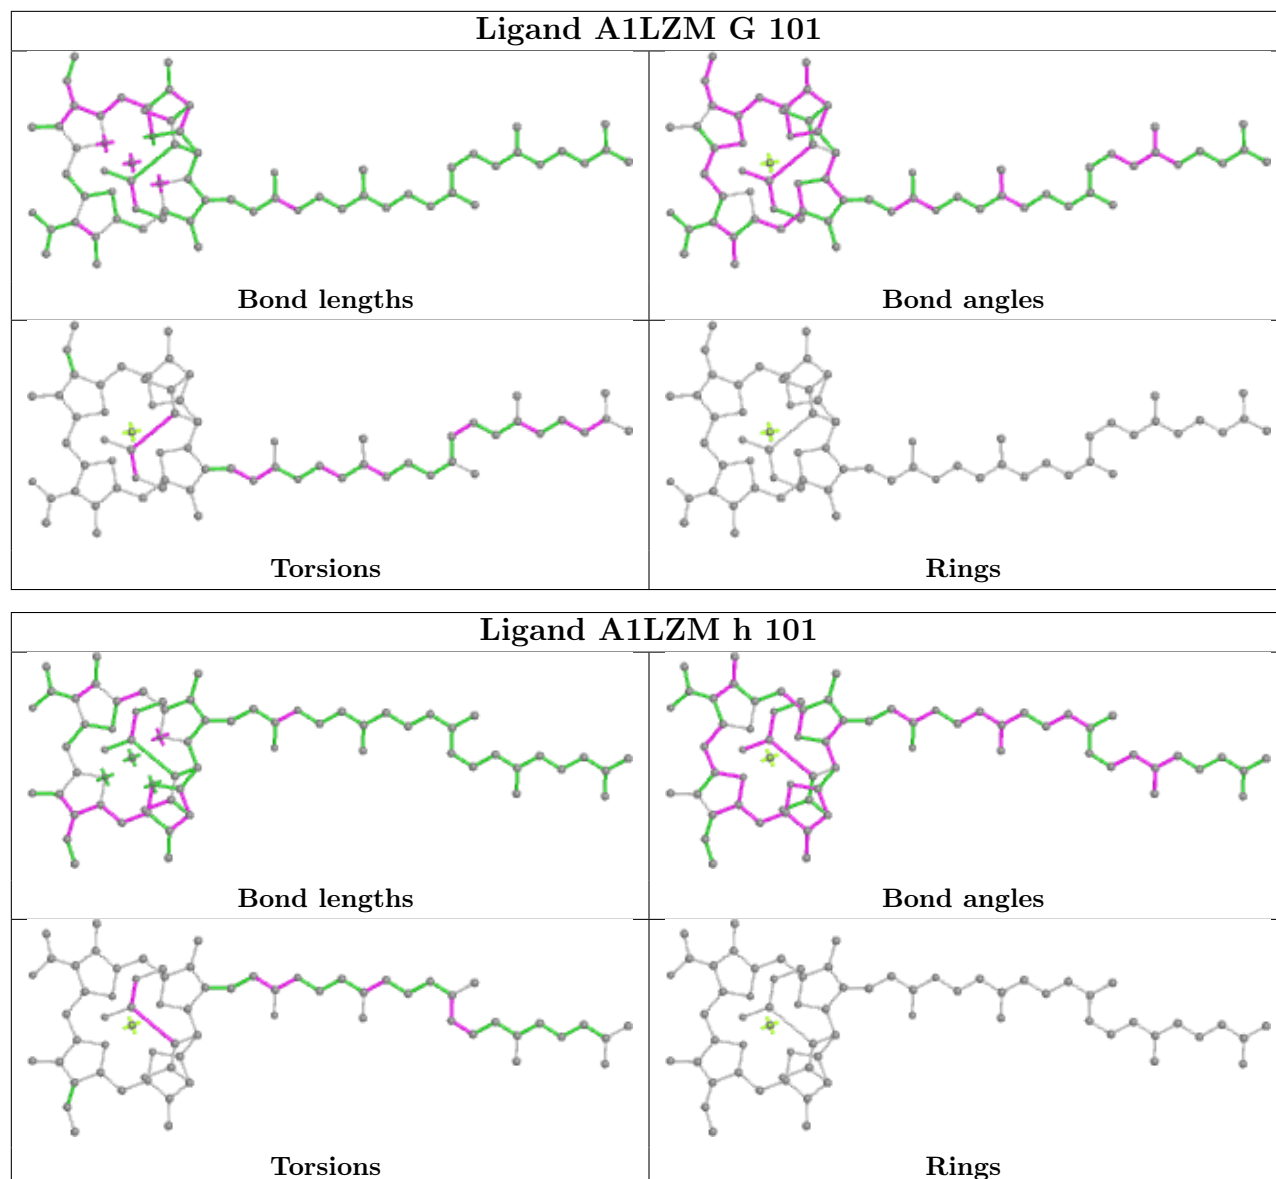 Ligand A1LZM G 101
Bond lengths
Bond angles
Torsions
Rings
Ligand A1LZM h 101
Bond lengths
Bond angles
Torsions
Rings